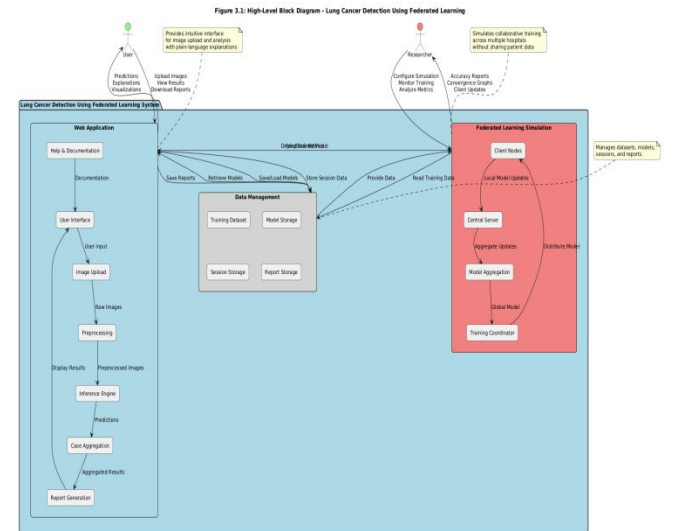 Figure 3.1: High-Level Block Diagram - Lung Cancer Detection Using Federated Learning
Provides intuitive interface
for image upload and analysis
with plain-language explanations
Simulates collaborative training
across multiple hospitals
without sharing patient data
User
Researcher
Predictions
Explanations
Visualizations
Upload Images
View Results
Download Reports
Configure Simulation
Monitor Training
Analyze Metrics
Accuracy Reports
Convergence Graphs
Client Updates
Lung Cancer Detection Using Federated Learning System
Web Application
Federated Learning Simulation
Help & Documentation
Client Nodes
Manages datasets, models,
sessions, and reports
Documentation
Save Reports
Retrieve Models
Save/Load Models
Store Session Data
Provide Data
Read Training Data
Local Model Updates
Data Management
Training Dataset
Model Storage
Session Storage
Report Storage
User Interface
Central Server
User Input
Aggregate Updates
Distribute Model
Image Upload
Model Aggregation
Raw Images
Global Model
Preprocessing
Training Coordinator
Display Results
Preprocessed Images
Inference Engine
Predictions
Case Aggregation
Aggregated Results
Report Generation